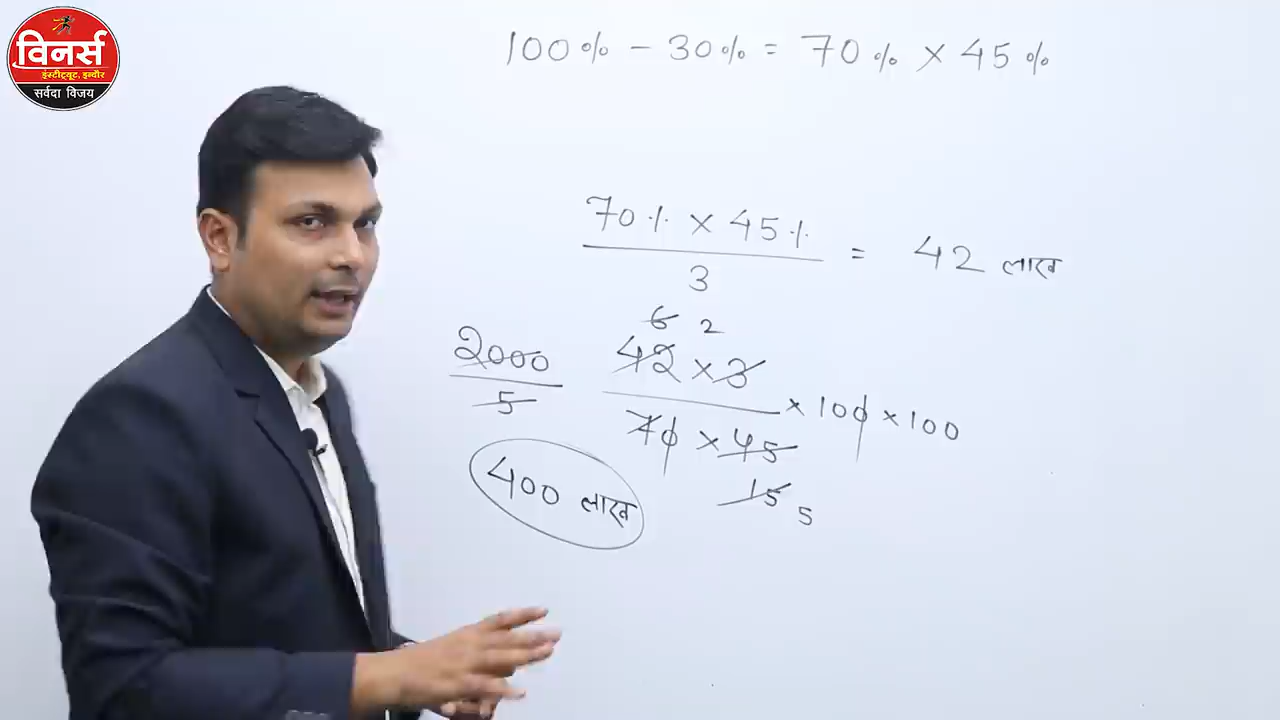 विनर्स
इंस्टीट्यूट, इन्दौर
सर्वदा विजय
100% - 30% = 70% × 45%
70% × 45%
3
= 42 लाख
6 2
2000
5
42 × 3
70 × 45
× 100 × 100
15 5
400 लाख